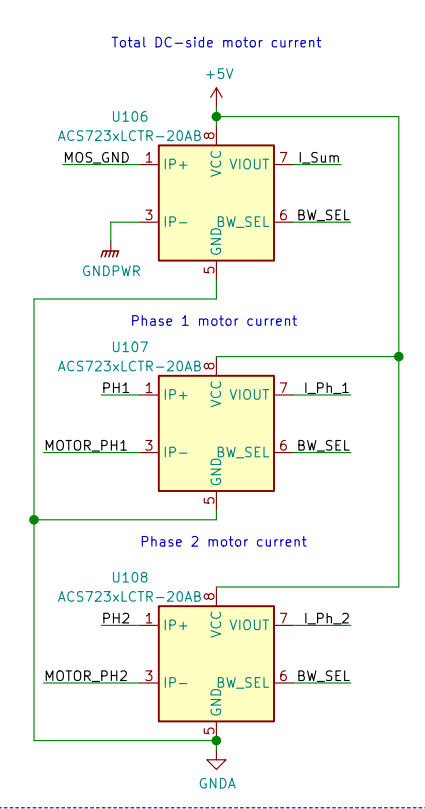 Total DC-side motor current
+5V
U106
ACS723xLCTR-20AB
8
MOS_GND 1 IP+ VCC VIOUT 7 I_Sum
3 IP- BW_SEL 6 BW_SEL
GND
GNDPWR
5
Phase 1 motor current
U107
ACS723xLCTR-20AB
8
PH1 1 IP+ VCC VIOUT 7 I_Ph_1
MOTOR_PH1 3 IP- BW_SEL 6 BW_SEL
GND
5
Phase 2 motor current
U108
ACS723xLCTR-20AB
8
PH2 1 IP+ VCC VIOUT 7 I_Ph_2
MOTOR_PH2 3 IP- BW_SEL 6 BW_SEL
GND
5
GNDA